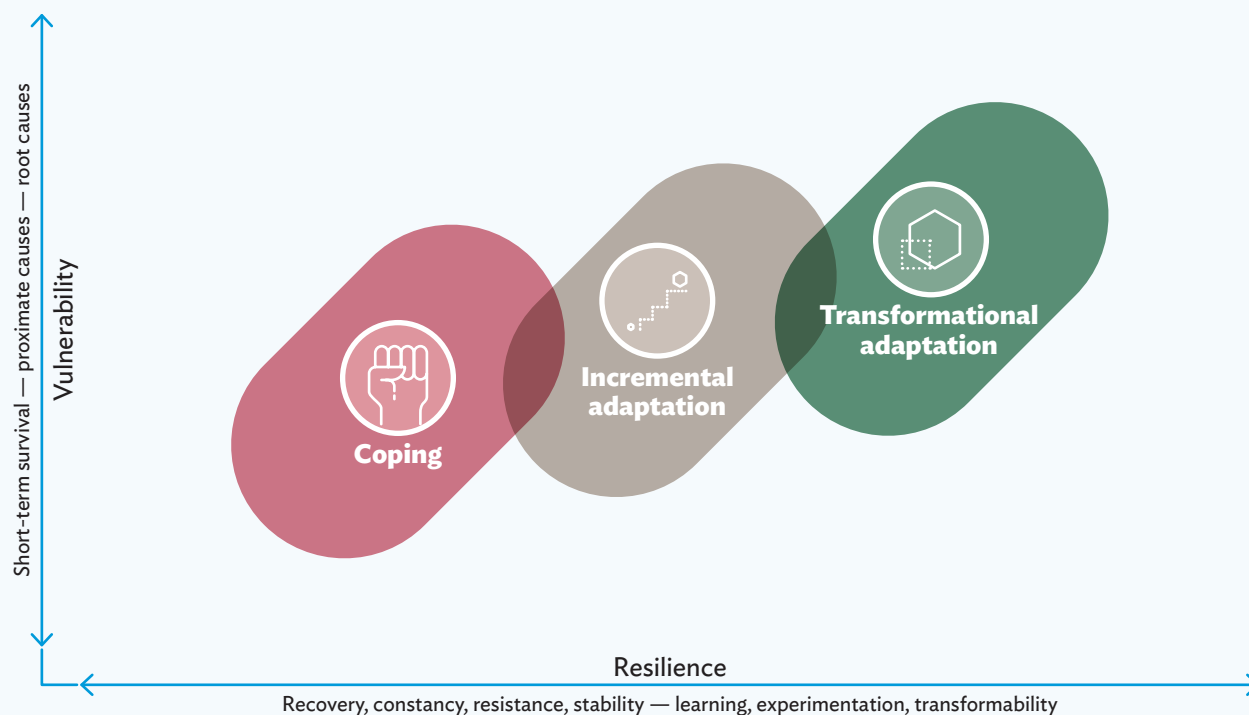 Short-term survival — proximate causes — root causes
Vulnerability
Coping
Incremental
adaptation
Transformational
adaptation
Resilience
Recovery, constancy, resistance, stability — learning, experimentation, transformability